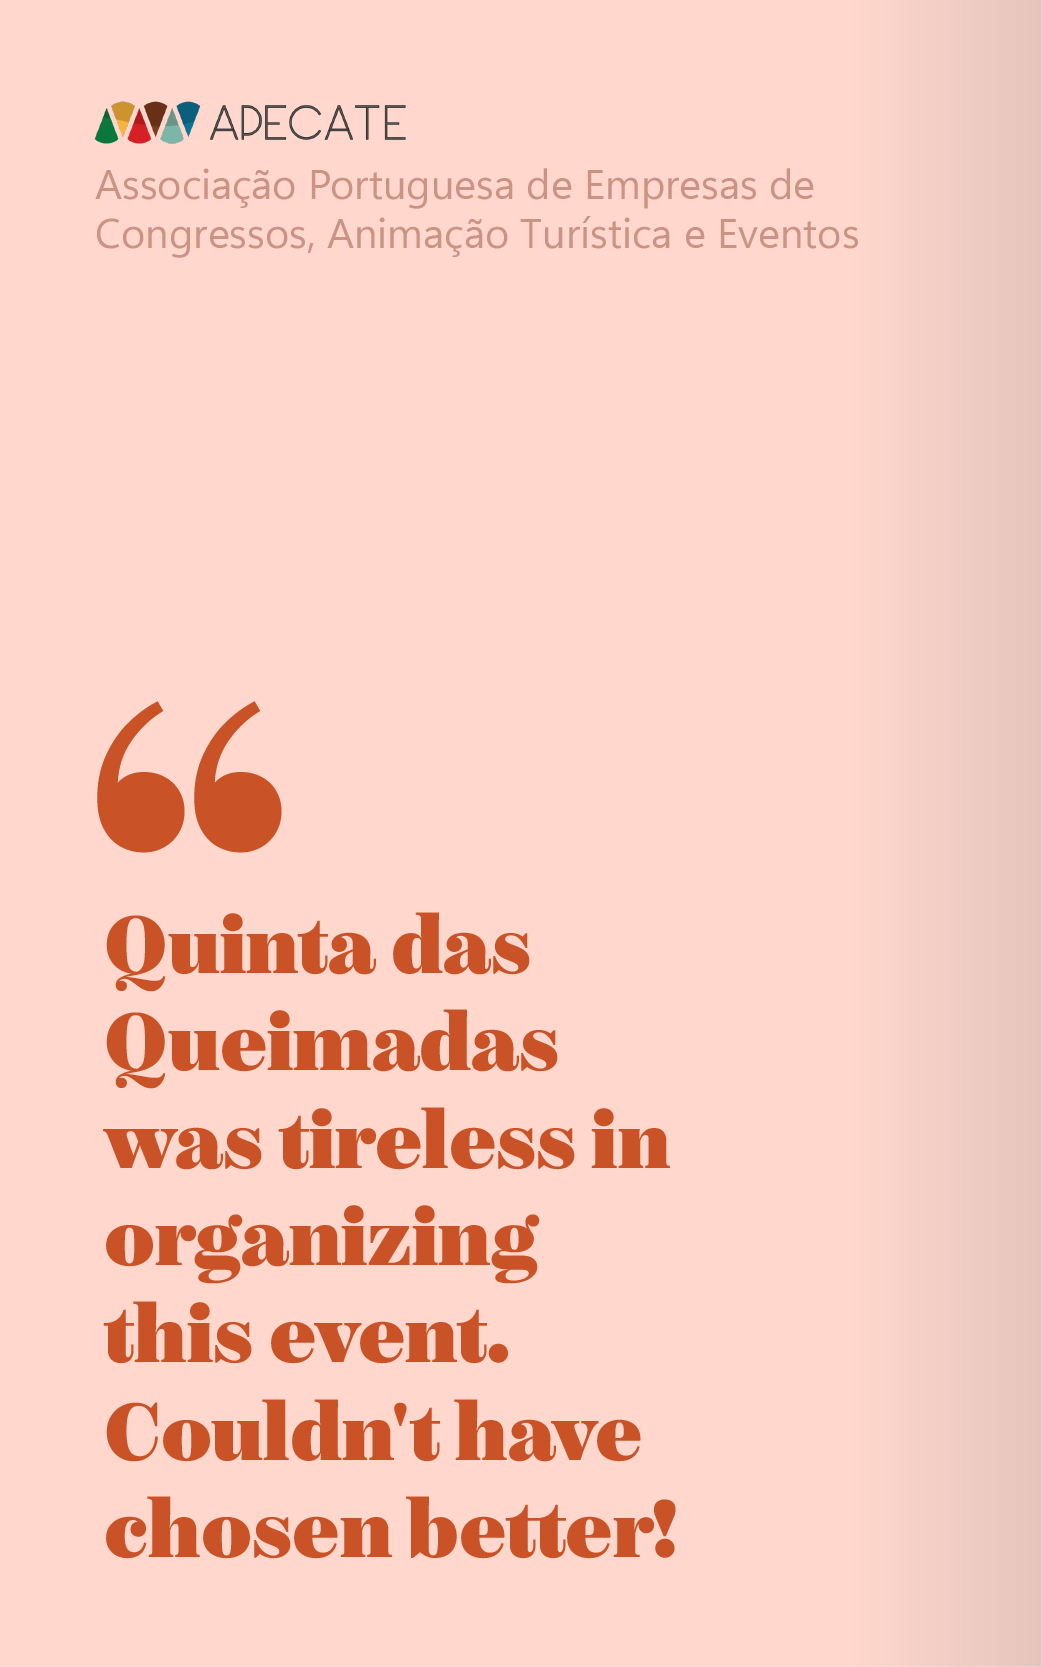 APECATE
Associação Portuguesa de Empresas de
Congressos, Animação Turística e Eventos
“
Quinta das
Queimadas
was tireless in
organizing
this event.
Couldn't have
chosen better!